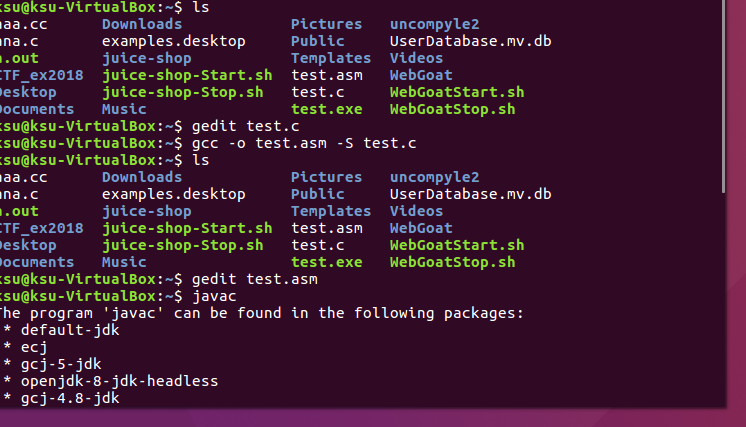 ksu@ksu-VirtualBox:~$ ls
aaa.cc Downloads Pictures uncompyle2
ana.c examples.desktop Public UserDatabase.mv.db
a.out juice-shop Templates Videos
CTF_ex2018 juice-shop-Start.sh test.asm WebGoat
Desktop juice-shop-Stop.sh test.c WebGoatStart.sh
Documents Music test.exe WebGoatStop.sh
ksu@ksu-VirtualBox:~$ gedit test.c
ksu@ksu-VirtualBox:~$ gcc -o test.asm -S test.c
ksu@ksu-VirtualBox:~$ ls
aaa.cc Downloads Pictures uncompyle2
ana.c examples.desktop Public UserDatabase.mv.db
a.out juice-shop Templates Videos
CTF_ex2018 juice-shop-Start.sh test.asm WebGoat
Desktop juice-shop-Stop.sh test.c WebGoatStart.sh
Documents Music test.exe WebGoatStop.sh
ksu@ksu-VirtualBox:~$ gedit test.asm
ksu@ksu-VirtualBox:~$ javac
The program 'javac' can be found in the following packages:
* default-jdk
* ecj
* gcj-5-jdk
* openjdk-8-jdk-headless
* gcj-4.8-jdk